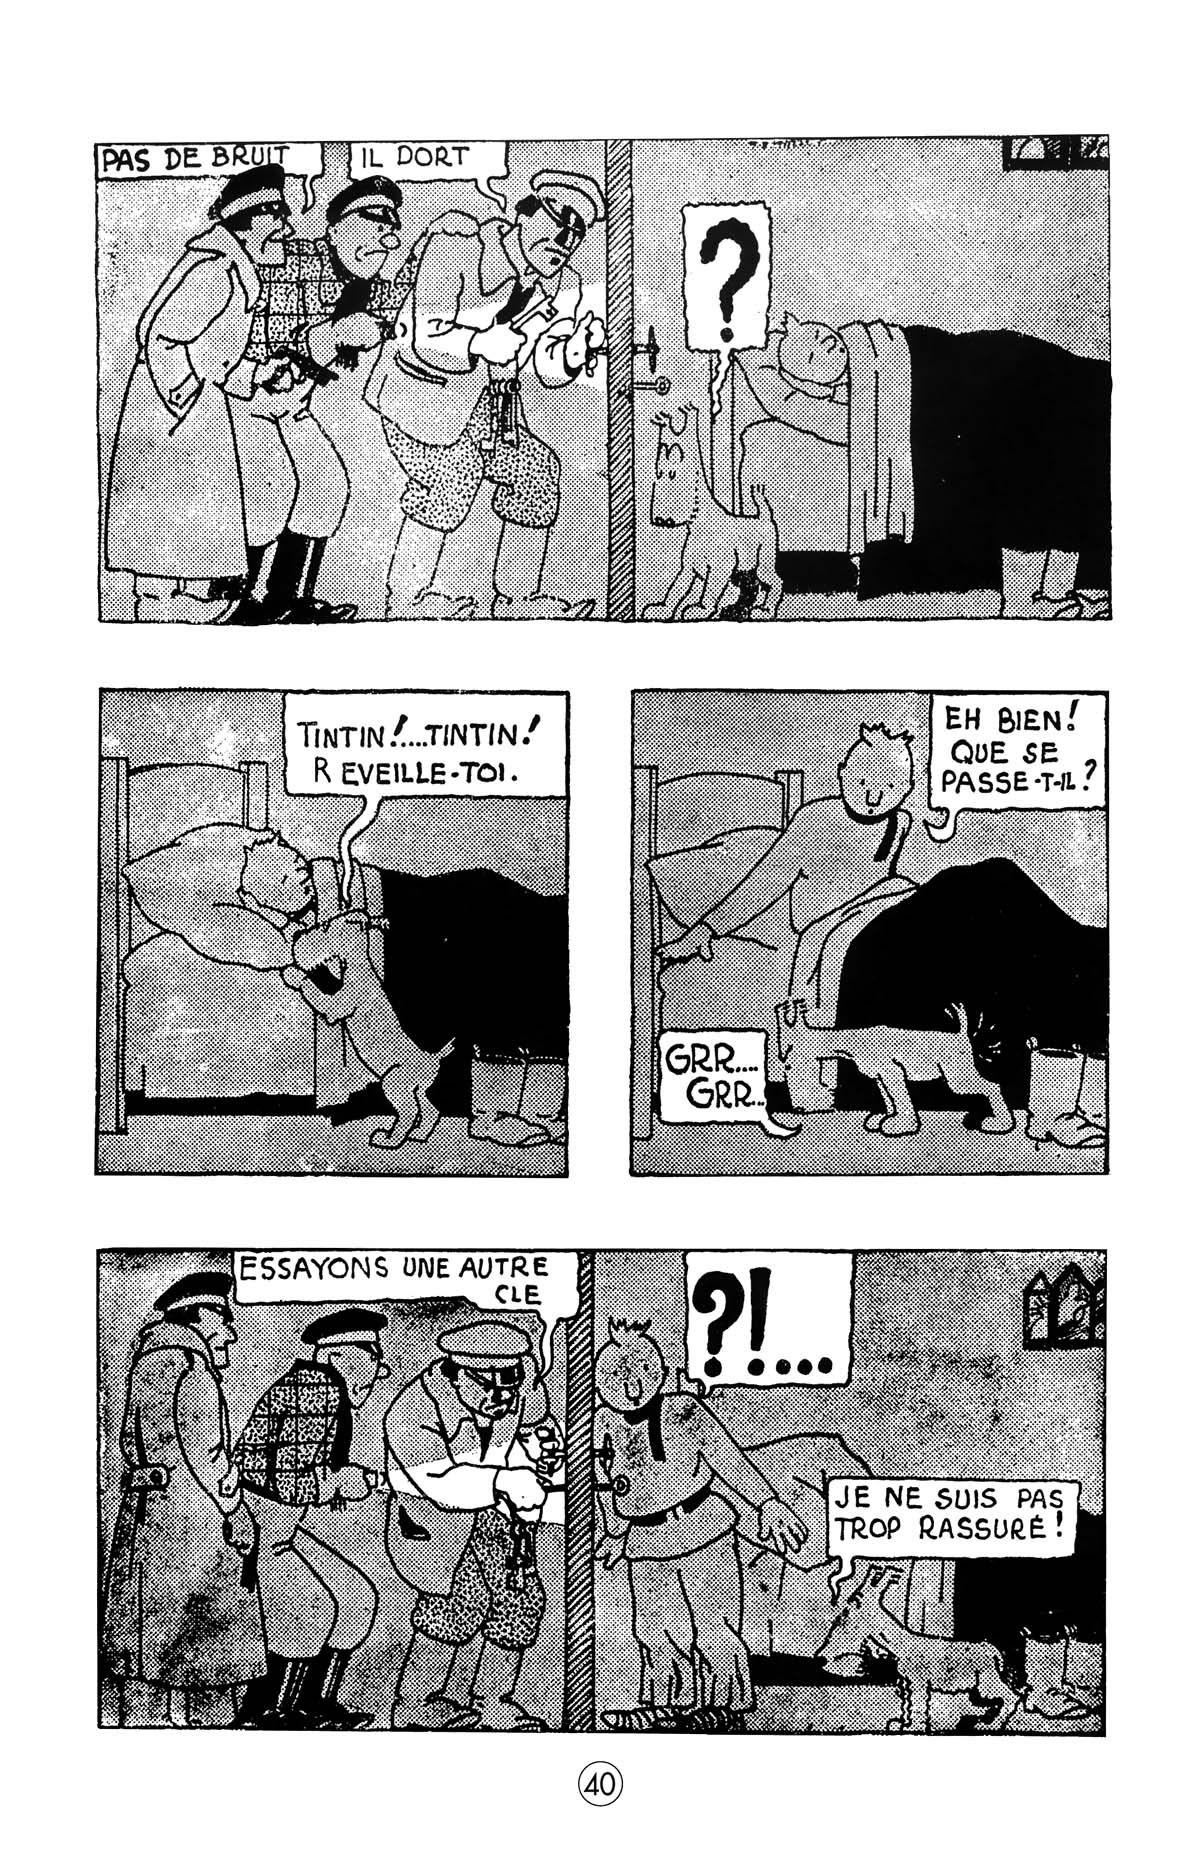 PAS DE BRUIT
IL DORT
?
TINTIN!....TINTIN!
REVEILLE-TOI.
EH BIEN!
QUE SE
PASSE-T-IL?
GRR....
GRR...
ESSAYONS UNE AUTRE
CLE
?!....
JE NE SUIS PAS
TROP RASSURÉ!
40